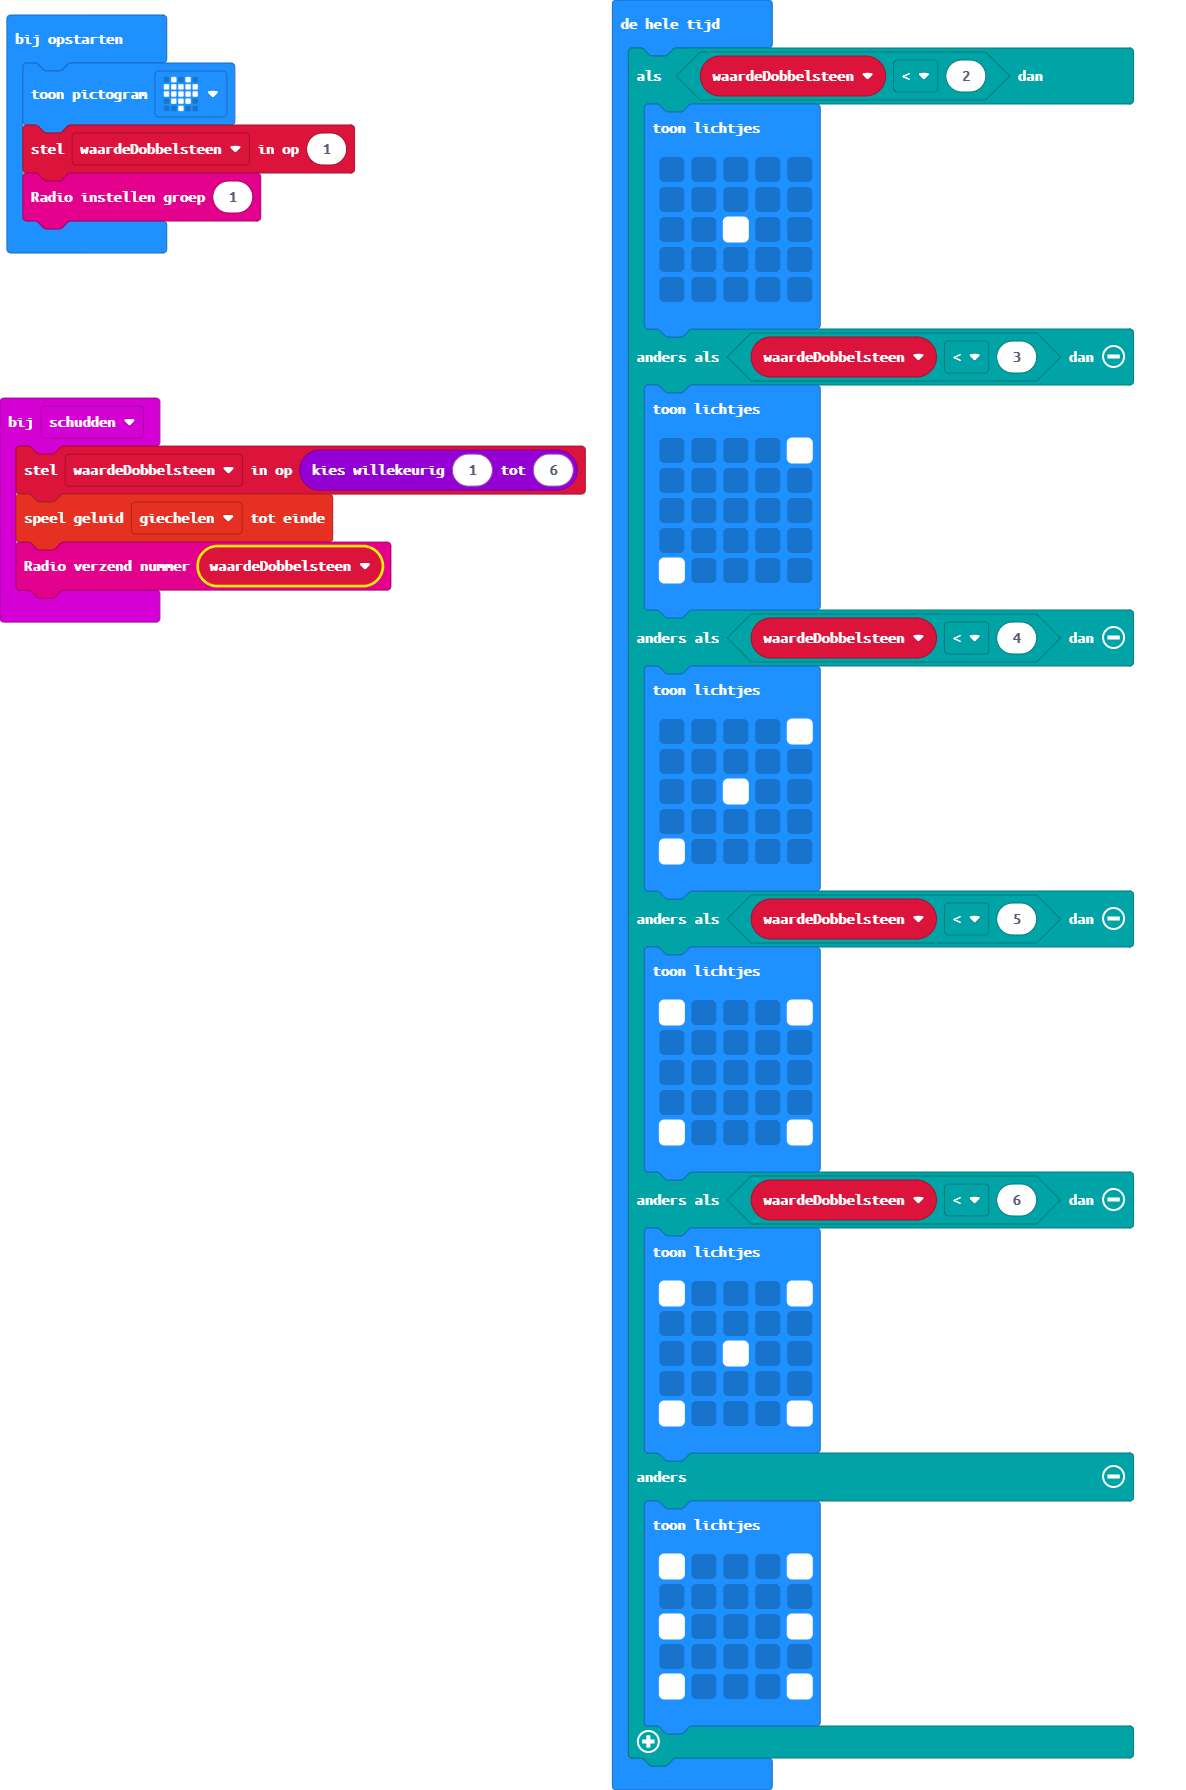 bij opstarten
toon pictogram
stel waardeDobbelsteen in op 1
Radio instellen groep 1
bij schudden
stel waardeDobbelsteen in op kies willekeurig 1 tot 6
speel geluid giechelen tot einde
Radio verzend nummer waardeDobbelsteen
de hele tijd
als waardeDobbelsteen < 2 dan
toon lichtjes
anders als waardeDobbelsteen < 3 dan
toon lichtjes
anders als waardeDobbelsteen < 4 dan
toon lichtjes
anders als waardeDobbelsteen < 5 dan
toon lichtjes
anders als waardeDobbelsteen < 6 dan
toon lichtjes
anders
toon lichtjes